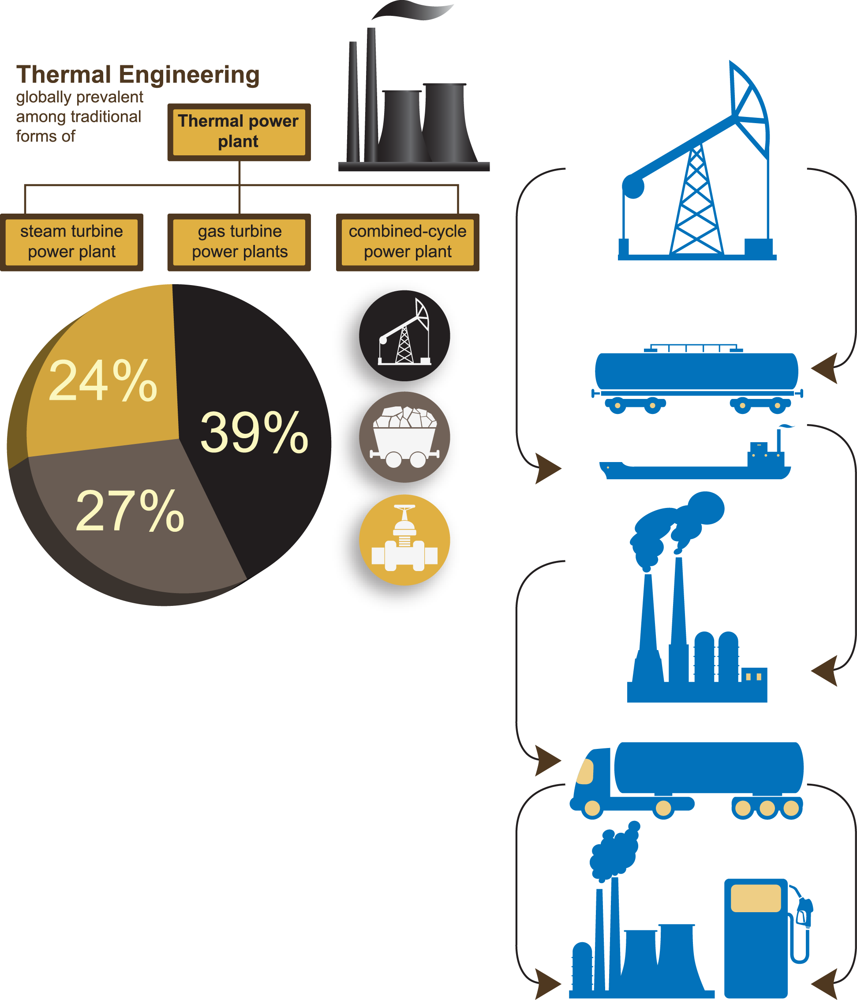 Thermal Engineering
globally prevalent
among traditional
forms of
Thermal power
plant
steam turbine
power plant
gas turbine
power plants
combined-cycle
power plant
24%
39%
27%